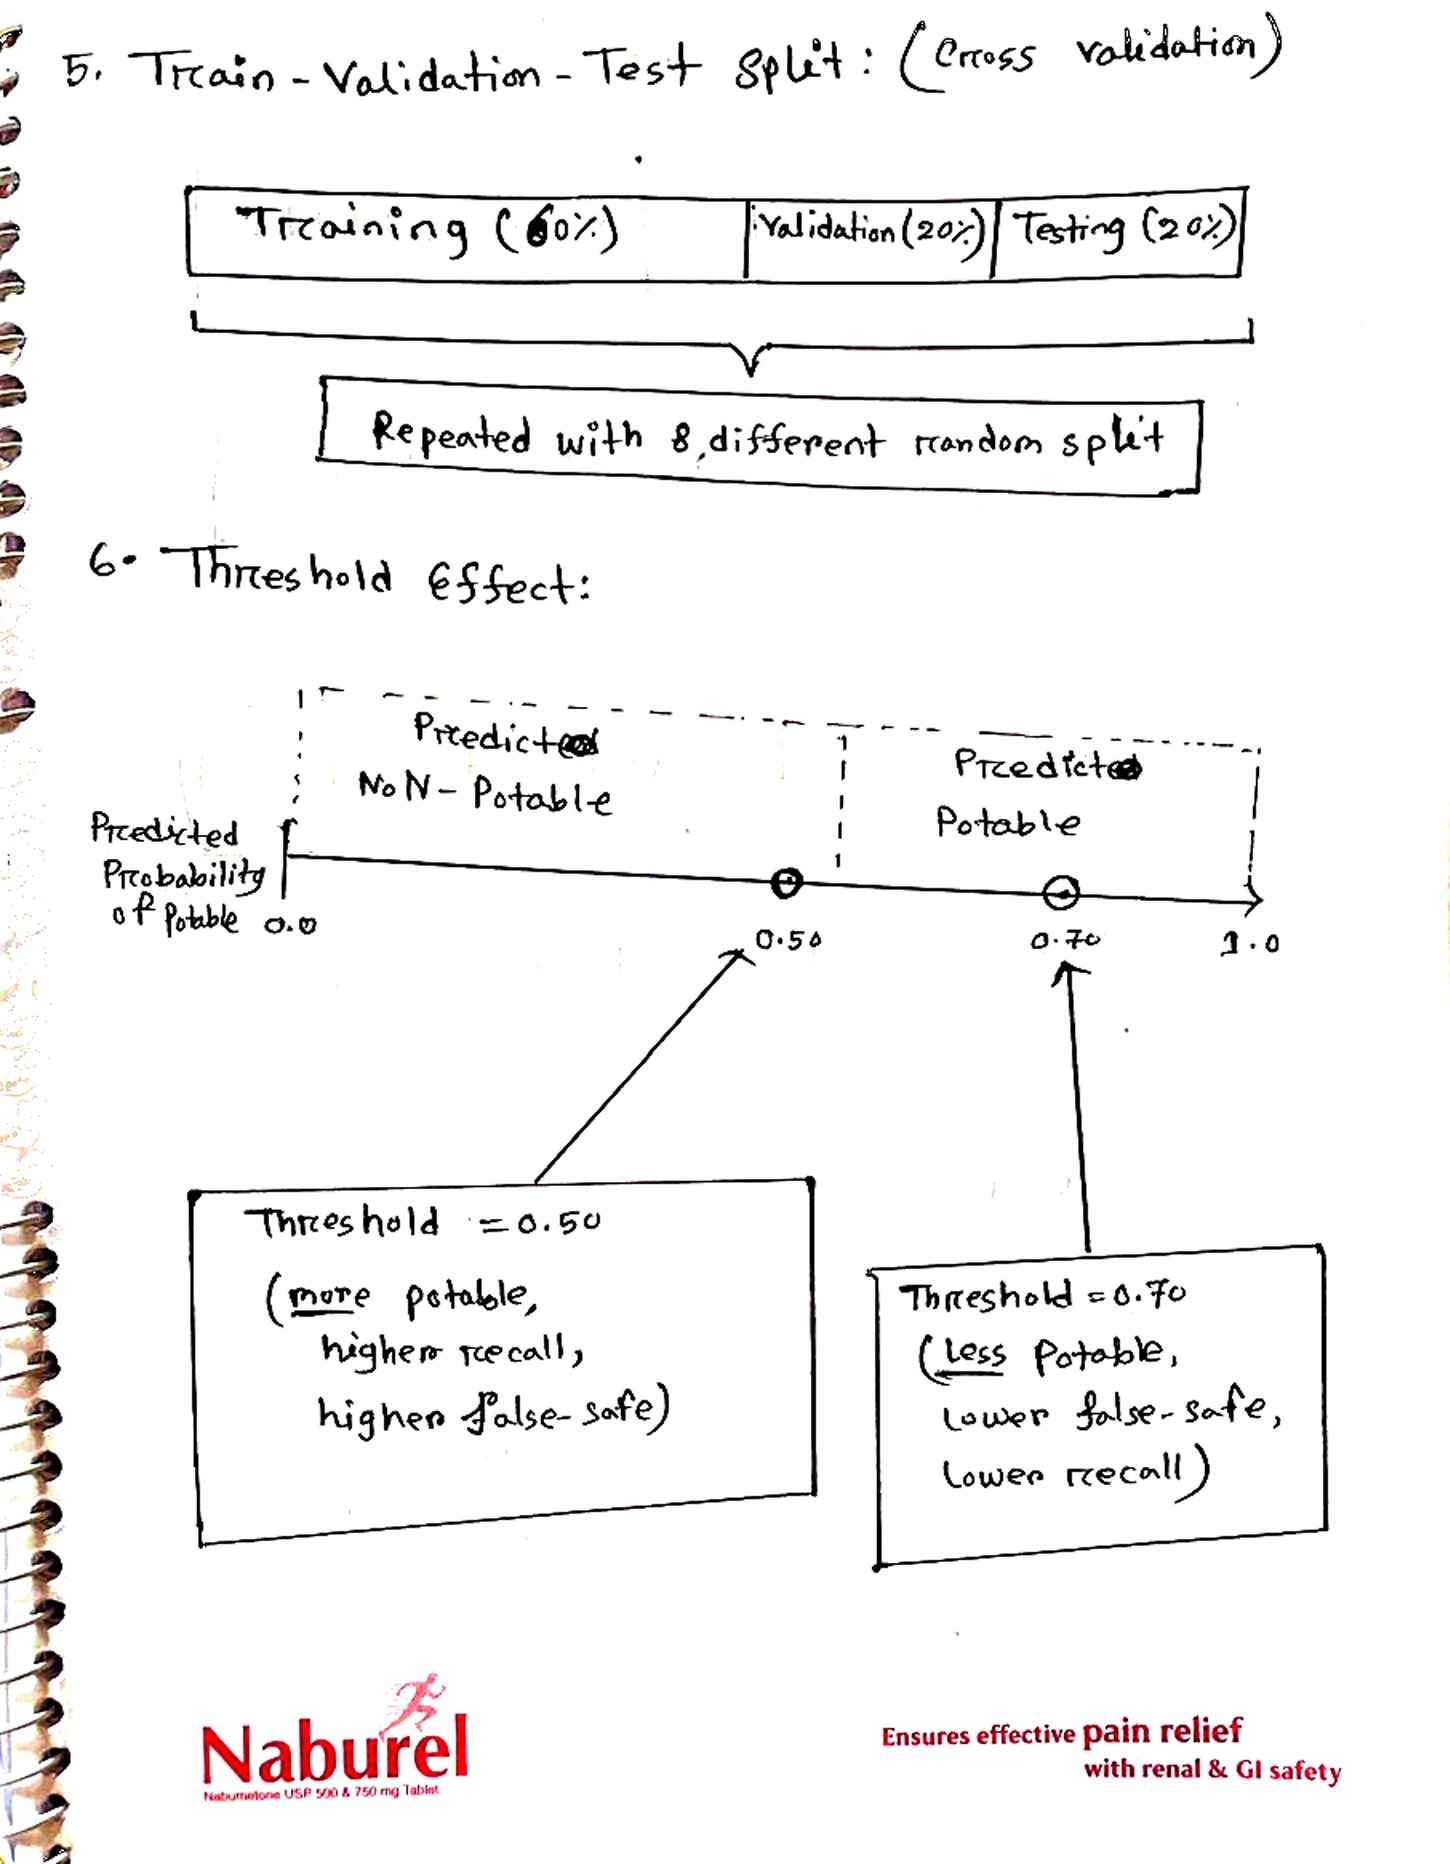 5. Train - Validation - Test Split: (Cross validation)
Training (60%) Validation (20%) Testing (20%)
Repeated with 8 different random split
6. Threshold Effect:
Predicted
Non - Potable
Predicted
Potable
Predicted
Probability
of Potable
0.0 0.50 0.70 1.0
Threshold = 0.50
(more potable,
higher recall,
higher false-safe)
Threshold = 0.70
(Less Potable,
Lower false-safe,
Lower recall)
Naburel
Nabumetone USP 500 & 750 mg Tablet
Ensures effective pain relief
with renal & GI safety